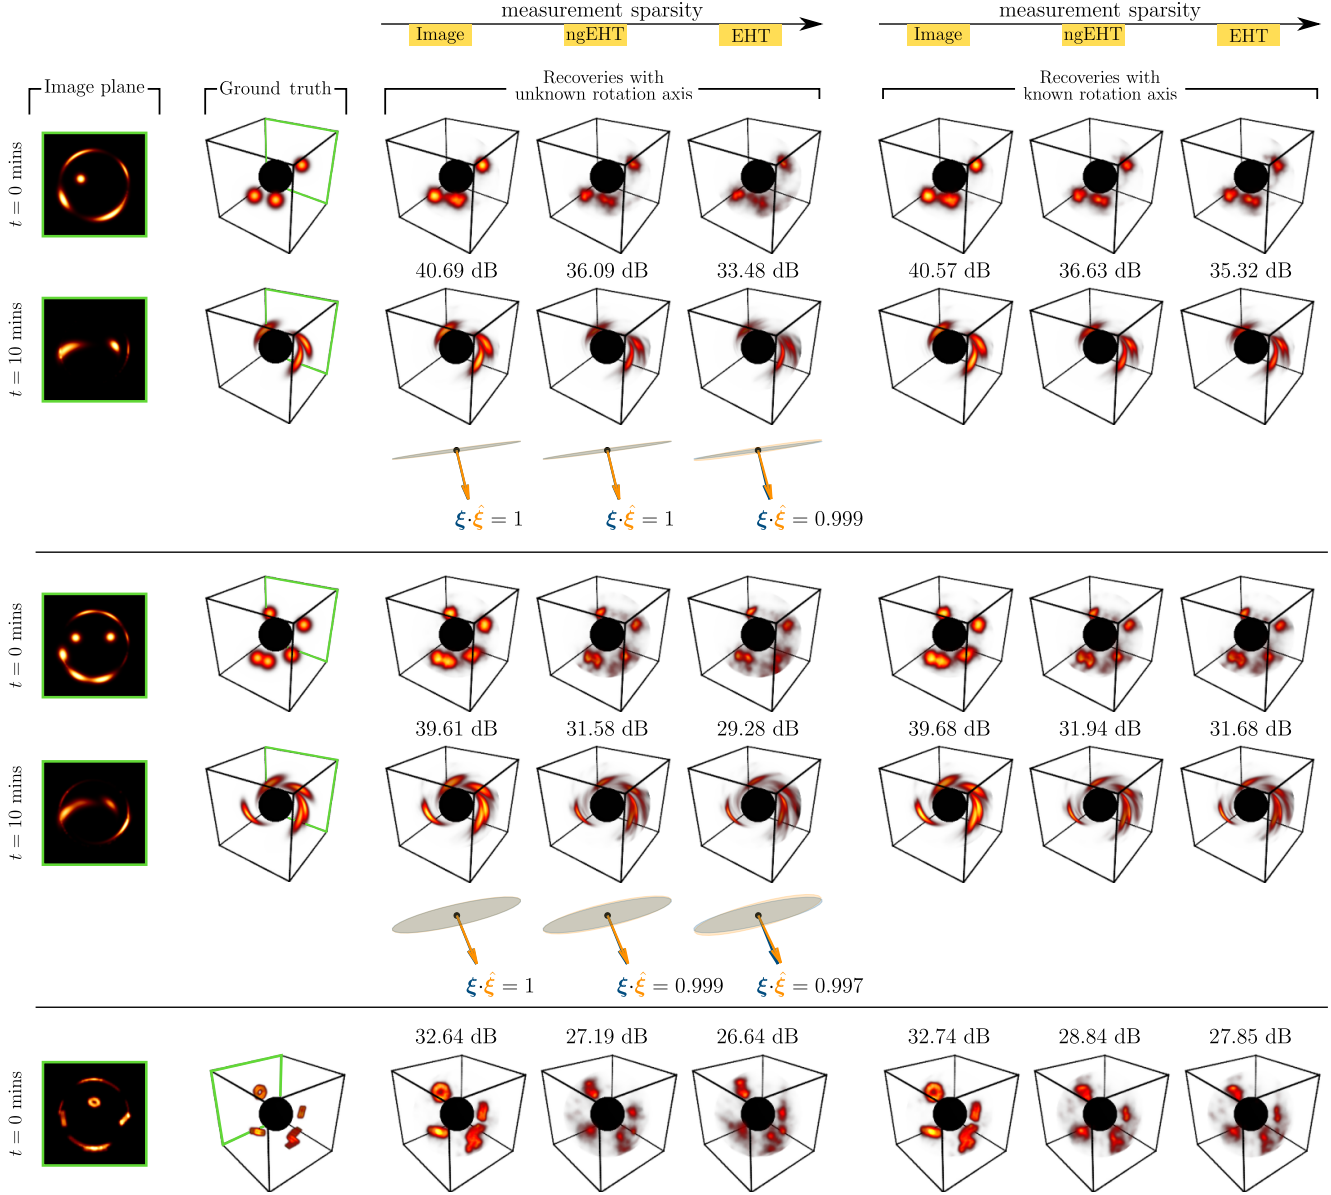 measurement sparsity
measurement sparsity
Image
ngEHT
EHT
Image
ngEHT
EHT
Image plane
Ground truth
Recoveries with
unknown rotation axis
Recoveries with
known rotation axis
t = 0 mins
40.69 dB
36.09 dB
33.48 dB
40.57 dB
36.63 dB
35.32 dB
t = 10 mins
ξ·ξ̂ = 1
ξ·ξ̂ = 1
ξ·ξ̂ = 0.999
t = 0 mins
39.61 dB
31.58 dB
29.28 dB
39.68 dB
31.94 dB
31.68 dB
t = 10 mins
ξ·ξ̂ = 1
ξ·ξ̂ = 0.999
ξ·ξ̂ = 0.997
32.64 dB
27.19 dB
26.64 dB
32.74 dB
28.84 dB
27.85 dB
t = 0 mins